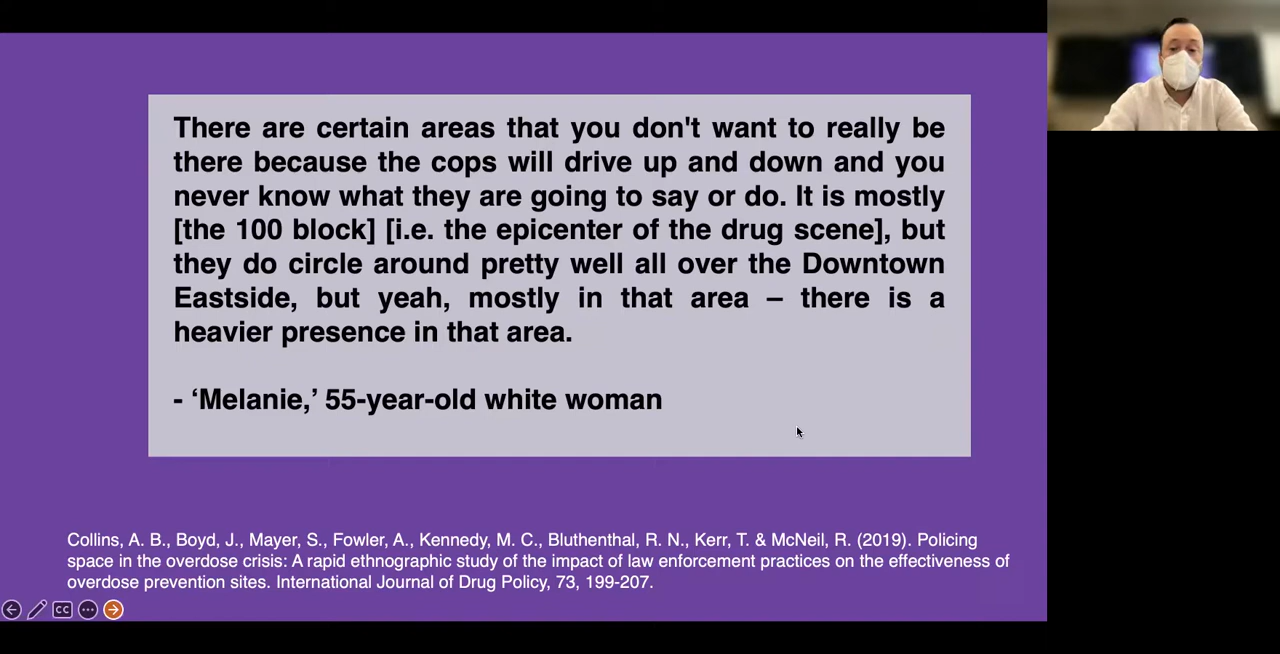 There are certain areas that you don't want to really be
there because the cops will drive up and down and you
never know what they are going to say or do. It is mostly
[the 100 block] [i.e. the epicenter of the drug scene], but
they do circle around pretty well all over the Downtown
Eastside, but yeah, mostly in that area – there is a
heavier presence in that area.
- ‘Melanie,’ 55-year-old white woman
Collins, A. B., Boyd, J., Mayer, S., Fowler, A., Kennedy, M. C., Bluthenthal, R. N., Kerr, T. & McNeil, R. (2019). Policing
space in the overdose crisis: A rapid ethnographic study of the impact of law enforcement practices on the effectiveness of
overdose prevention sites. International Journal of Drug Policy, 73, 199-207.
CC